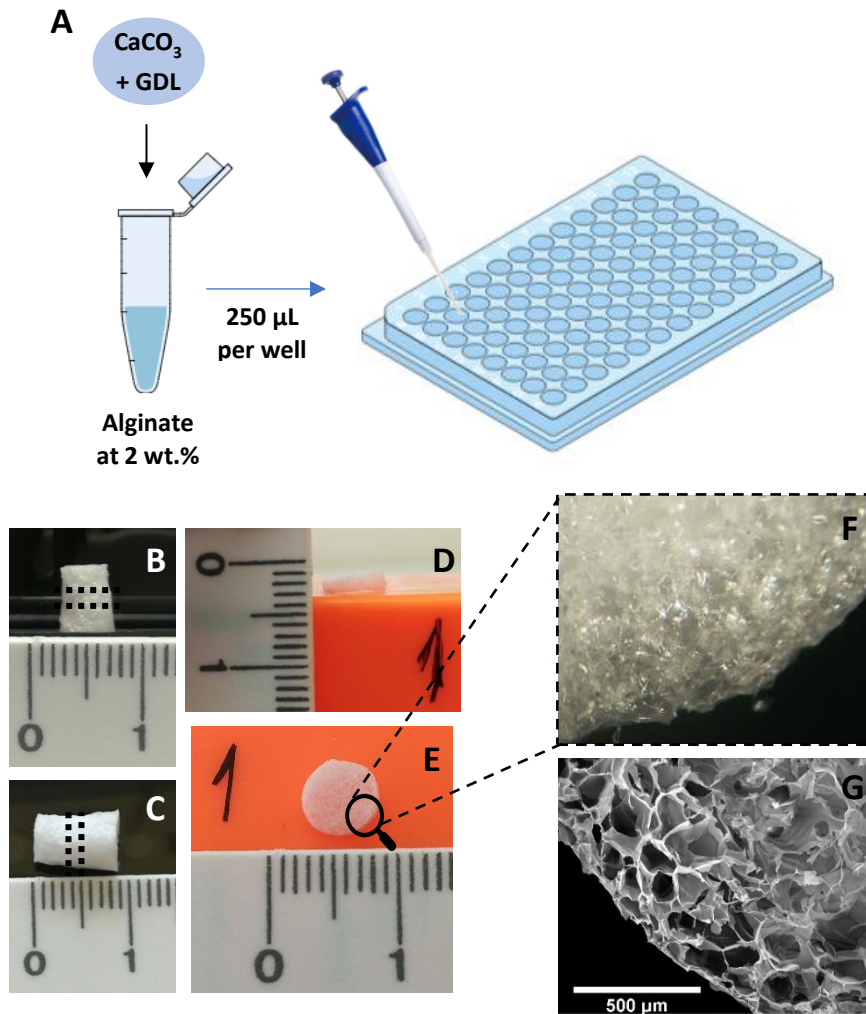 A
CaCO₃
+ GDL
250 µL
per well
Alginate
at 2 wt.%
B
0 1
C
0 1
D
0
1
1
E
1
0 1
F
G
500 µm